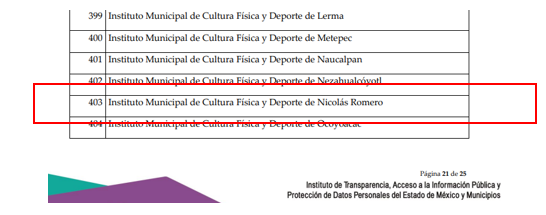 399 Instituto Municipal de Cultura Física y Deporte de Lerma
400 Instituto Municipal de Cultura Física y Deporte de Metepec
401 Instituto Municipal de Cultura Física y Deporte de Naucalpan
402 Instituto Municipal de Cultura Física y Deporte de Nezahualcóyotl
403 Instituto Municipal de Cultura Física y Deporte de Nicolás Romero
404 Instituto Municipal de Cultura Física y Deporte de Ocoyoacac
Página 21 de 25
Instituto de Transparencia, Acceso a la Información Pública y
Protección de Datos Personales del Estado de México y Municipios